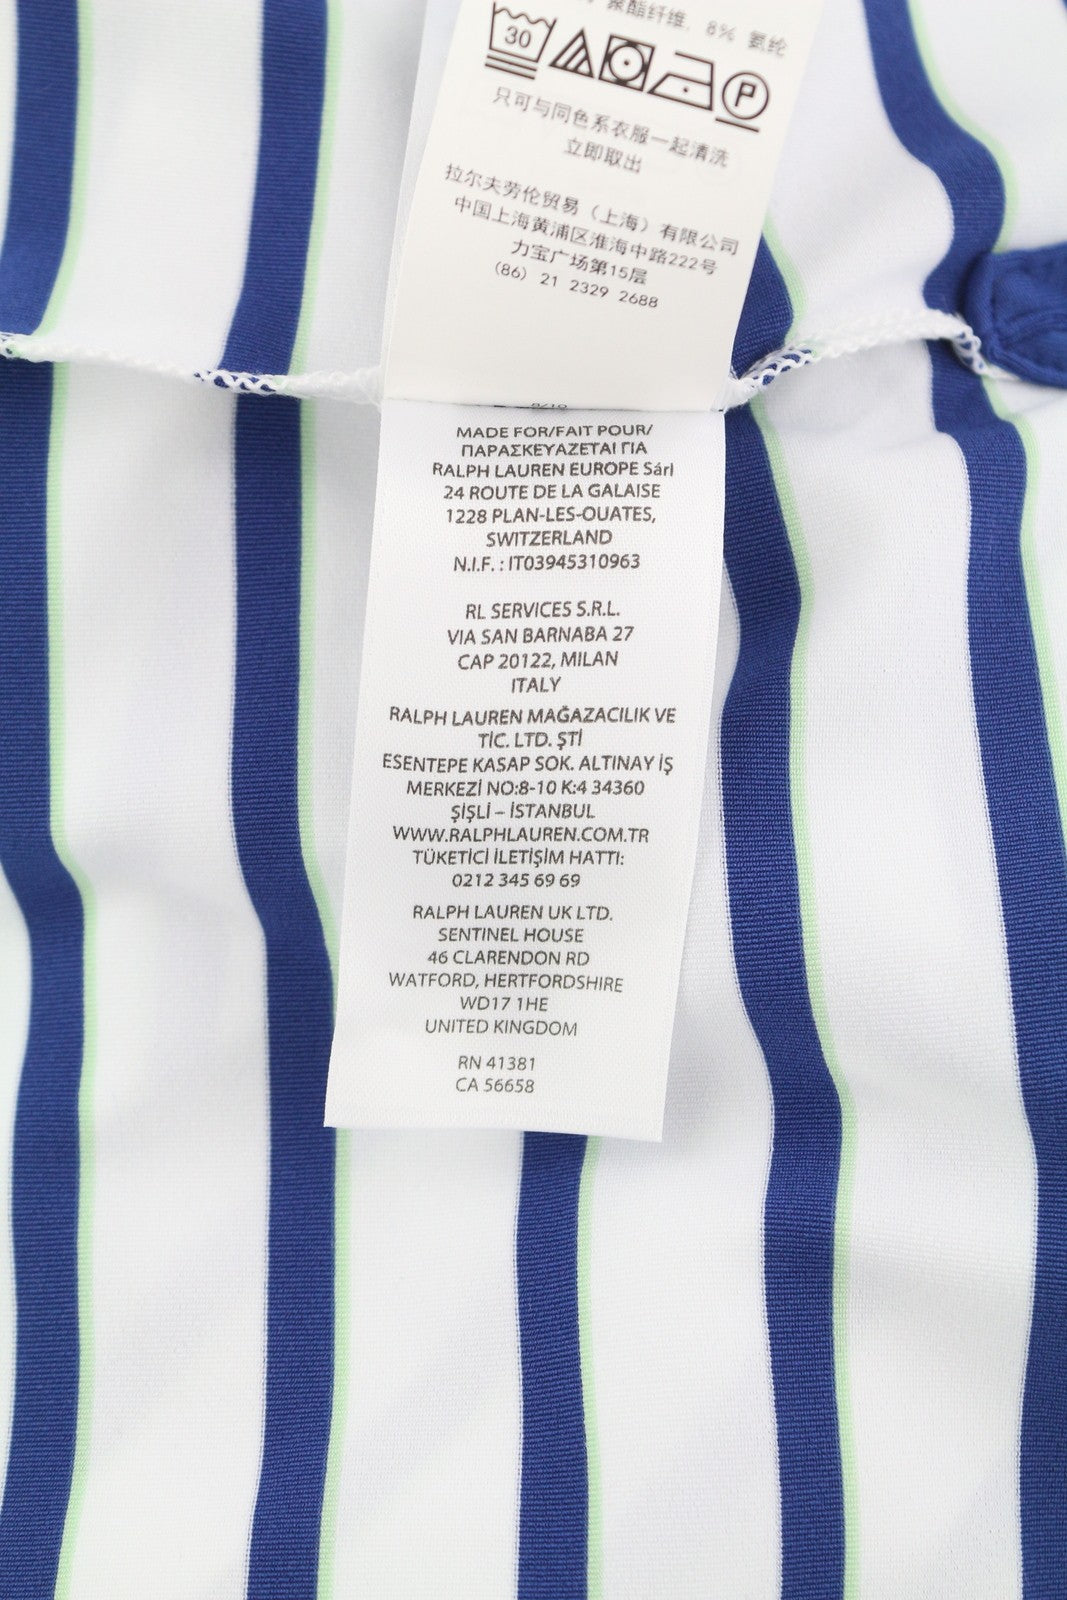 聚酯纤维, 8% 氨纶
30
P
只可与同色系衣服一起清洗
立即取出
拉尔夫劳伦贸易（上海）有限公司
中国上海黄浦区淮海中路222号
力宝广场第15层
(86) 21 2329 2688
MADE FOR/FAIT POUR/
ΠΑΡΑΣΚΕΥΑΖΕΤΑΙ ΓΙΑ
RALPH LAUREN EUROPE Sárl
24 ROUTE DE LA GALAISE
1228 PLAN-LES-OUATES,
SWITZERLAND
N.I.F. : IT03945310963
RL SERVICES S.R.L.
VIA SAN BARNABA 27
CAP 20122, MILAN
ITALY
RALPH LAUREN MAĞAZACILIK VE
TİC. LTD. ŞTİ
ESENTEPE KASAP SOK. ALTINAY İŞ
MERKEZİ NO:8-10 K:4 34360
ŞİŞLİ – İSTANBUL
WWW.RALPHLAUREN.COM.TR
TÜKETİCİ İLETİŞİM HATTI:
0212 345 69 69
RALPH LAUREN UK LTD.
SENTINEL HOUSE
46 CLARENDON RD
WATFORD, HERTFORDSHIRE
WD17 1HE
UNITED KINGDOM
RN 41381
CA 56658